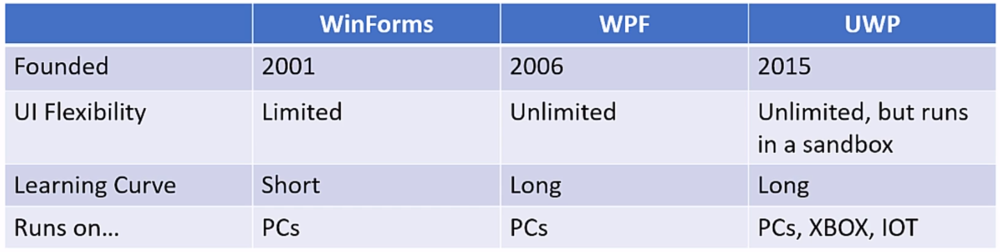 WinForms WPF UWP
Founded 2001 2006 2015
UI Flexibility Limited Unlimited Unlimited, but runs
in a sandbox
Learning Curve Short Long Long
Runs on... PCs PCs PCs, XBOX, IOT